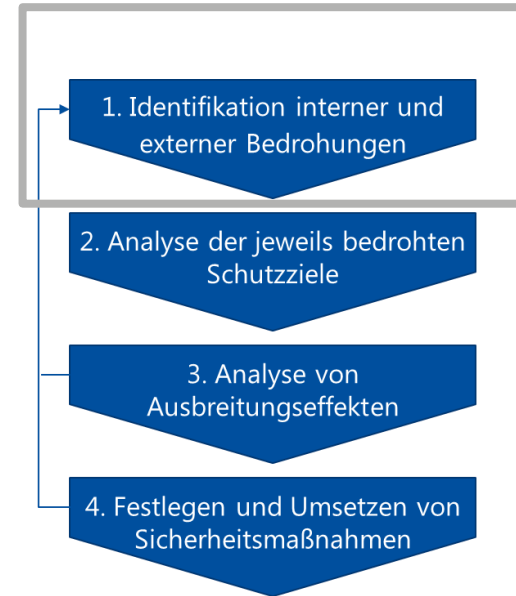 1. Identifikation interner und
externer Bedrohungen
2. Analyse der jeweils bedrohten
Schutzziele
3. Analyse von
Ausbreitungseffekten
4. Festlegen und Umsetzen von
Sicherheitsmaßnahmen